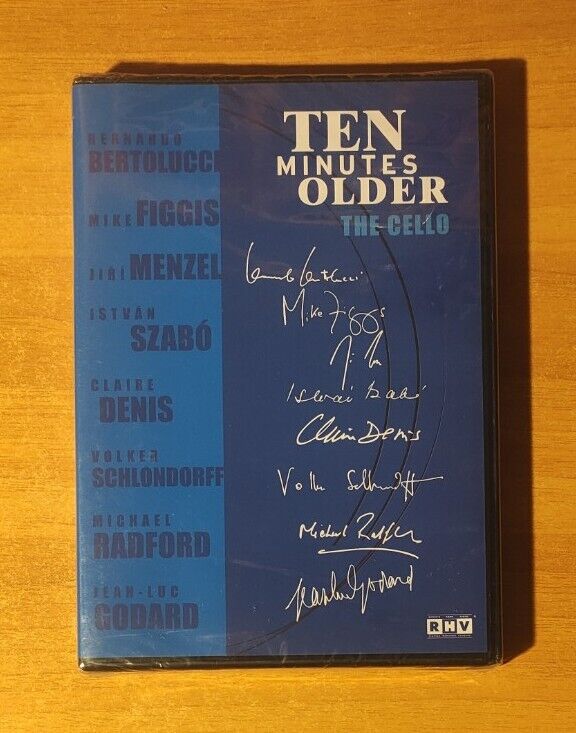 TEN
MINUTES
OLDER
THE CELLO
BERNARDO
BERTOLUCCI
MIKE FIGGIS
JIŘÍ MENZEL
ISTVÁN
SZABÓ
CLAIRE
DENIS
VOLKER
SCHLONDORFF
MICHAEL
RADFORD
JEAN-LUC
GODARD
Mike Figgis
Claire Denis
Michael Radford
RHV